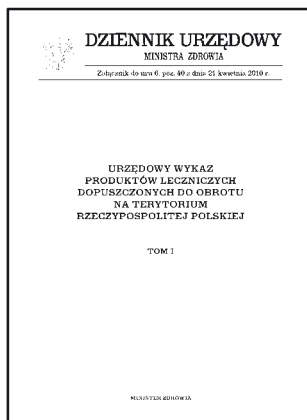 DZIENNIK URZĘDOWY
MINISTRA ZDROWIA
Załącznik do nru 6, poz. 40 z dnia 21 kwietnia 2010 r.
URZĘDOWY WYKAZ
PRODUKTÓW LECZNICZYCH
DOPUSZCZONYCH DO OBROTU
NA TERYTORIUM
RZECZYPOSPOLITEJ POLSKIEJ
TOM I
MINISTER ZDROWIA